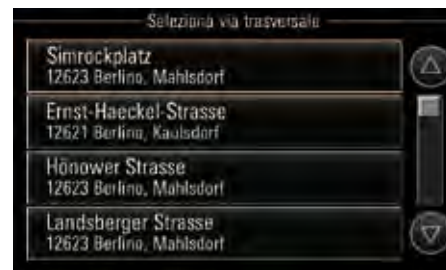 Seleziona via trasversale
Simrockplatz
12623 Berlino, Mahlsdorf
Ernst-Haeckel-Strasse
12621 Berlino, Kaulsdorf
Hönower Strasse
12623 Berlino, Mahlsdorf
Landsberger Strasse
12623 Berlino, Mahlsdorf